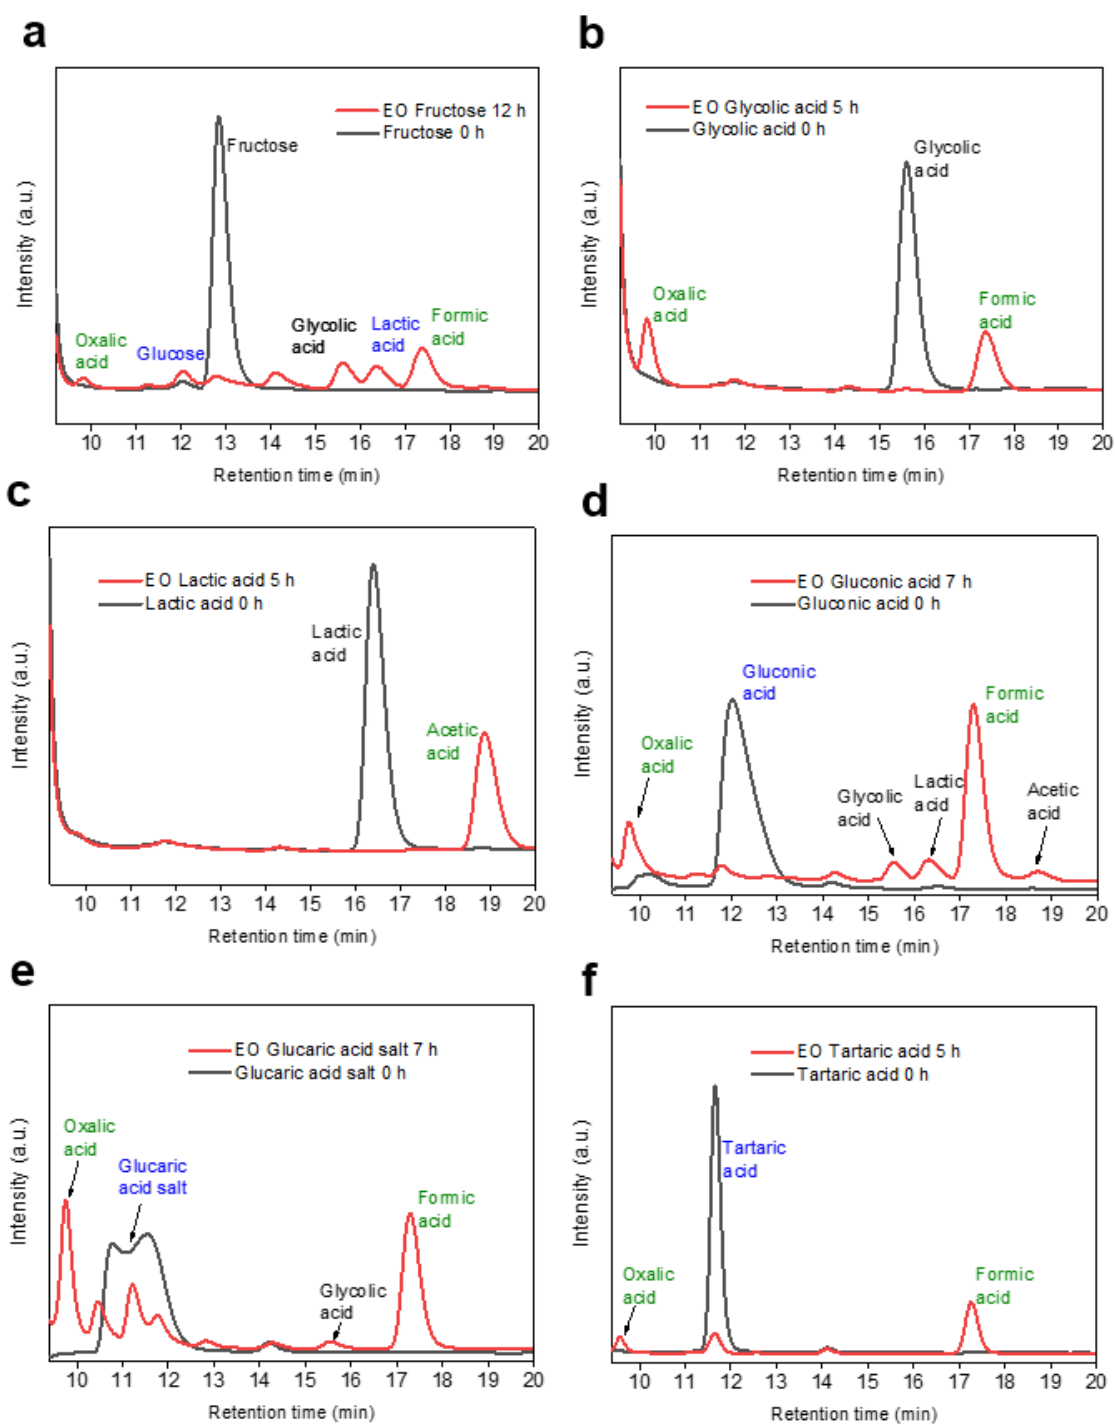 a
EO Fructose 12 h
Fructose 0 h
Fructose
Oxalic
acid
Glucose
Glycolic
acid
Lactic
acid
Formic
acid
Intensity (a.u.)
10 11 12 13 14 15 16 17 18 19 20
Retention time (min)
b
EO Glycolic acid 5 h
Glycolic acid 0 h
Glycolic
acid
Oxalic
acid
Formic
acid
Intensity (a.u.)
10 11 12 13 14 15 16 17 18 19 20
Retention time (min)
c
EO Lactic acid 5 h
Lactic acid 0 h
Lactic
acid
Acetic
acid
Intensity (a.u.)
10 11 12 13 14 15 16 17 18 19 20
Retention time (min)
d
EO Gluconic acid 7 h
Gluconic acid 0 h
Gluconic
acid
Oxalic
acid
Glycolic
acid
Lactic
acid
Formic
acid
Acetic
acid
Intensity (a.u.)
10 11 12 13 14 15 16 17 18 19 20
Retention time (min)
e
EO Glucaric acid salt 7 h
Glucaric acid salt 0 h
Oxalic
acid
Glucaric
acid salt
Glycolic
acid
Formic
acid
Intensity (a.u.)
10 11 12 13 14 15 16 17 18 19 20
Retention time (min)
f
EO Tartaric acid 5 h
Tartaric acid 0 h
Tartaric
acid
Oxalic
acid
Formic
acid
Intensity (a.u.)
10 11 12 13 14 15 16 17 18 19 20
Retention time (min)